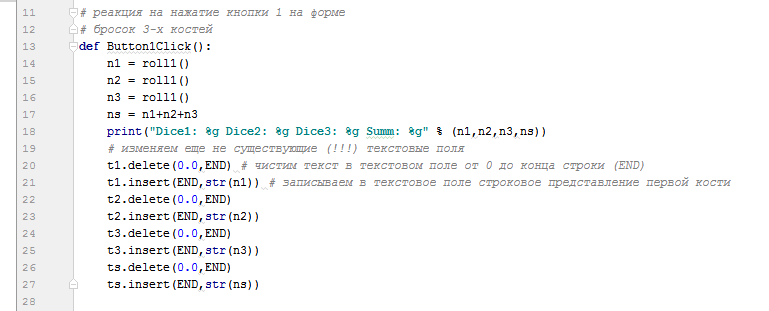 11 # реакция на нажатие кнопки 1 на форме
12 # бросок 3-х костей
13 def Button1Click():
14 n1 = roll1()
15 n2 = roll1()
16 n3 = roll1()
17 ns = n1+n2+n3
18 print("Dice1: %g Dice2: %g Dice3: %g Summ: %g" % (n1,n2,n3,ns))
19 # изменяем еще не существующие (!!!) текстовые поля
20 t1.delete(0.0,END) # чистим текст в текстовом поле от 0 до конца строки (END)
21 t1.insert(END,str(n1)) # записываем в текстовое поле строковое представление первой кости
22 t2.delete(0.0,END)
23 t2.insert(END,str(n2))
24 t3.delete(0.0,END)
25 t3.insert(END,str(n3))
26 ts.delete(0.0,END)
27 ts.insert(END,str(ns))
28